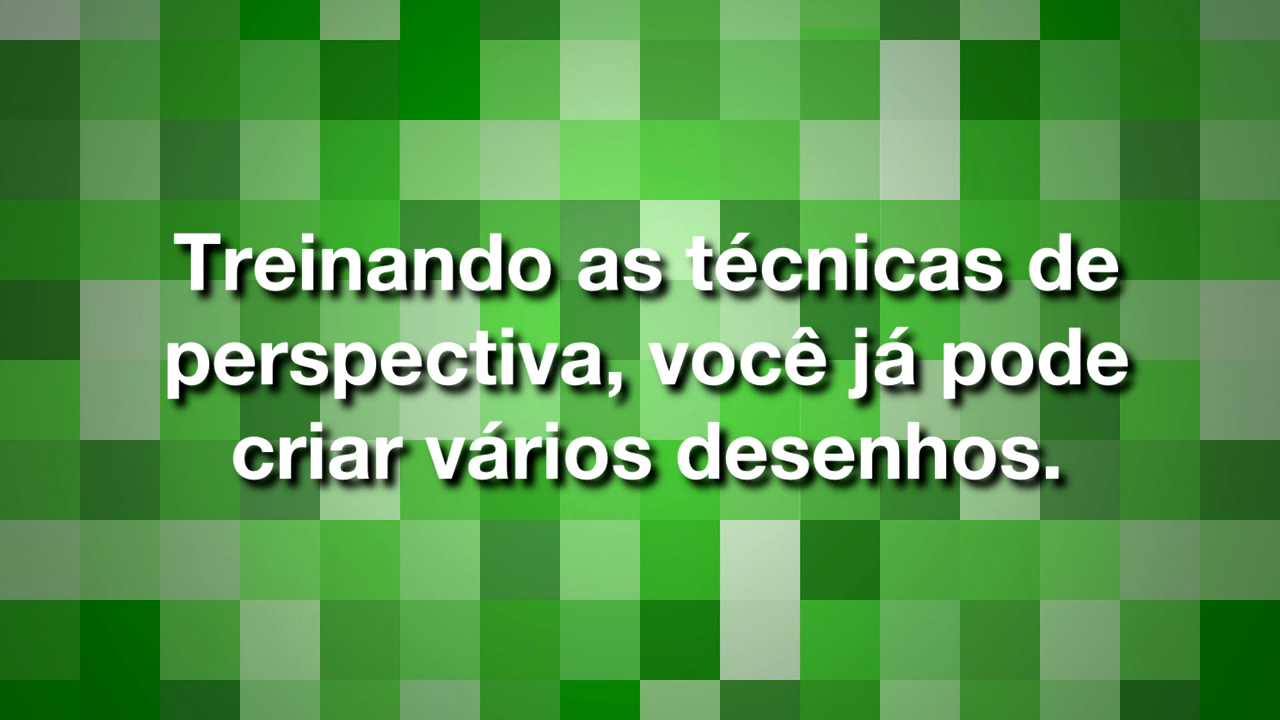 Treinando as técnicas de
perspectiva, você já pode
criar vários desenhos.